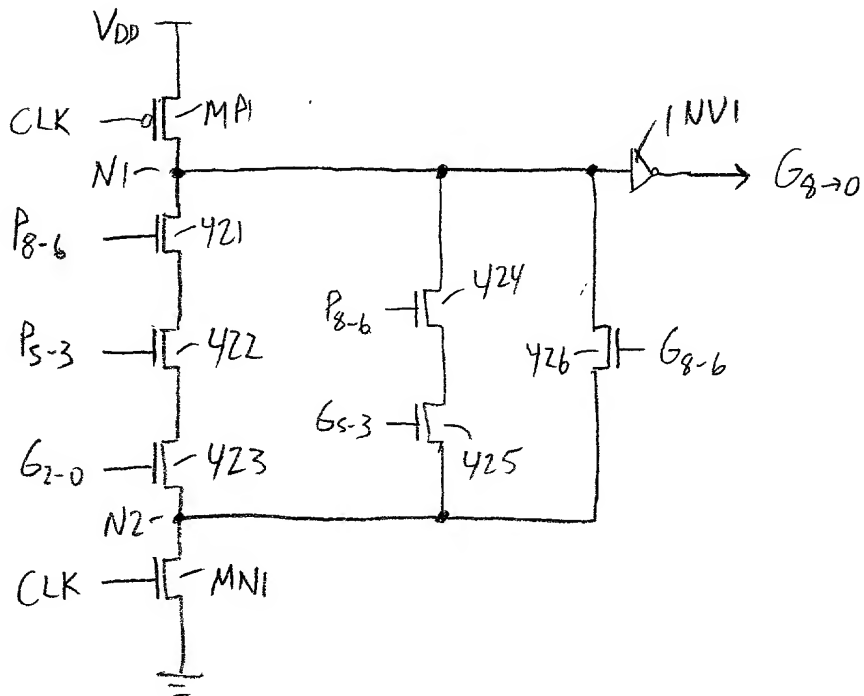 VDD
CLK
MP1
INV1
N1
G8→0
P8-6
421
424
P8-6
P5-3
422
426
G8-6
G5-3
G2-0
423
425
N2
CLK
MN1